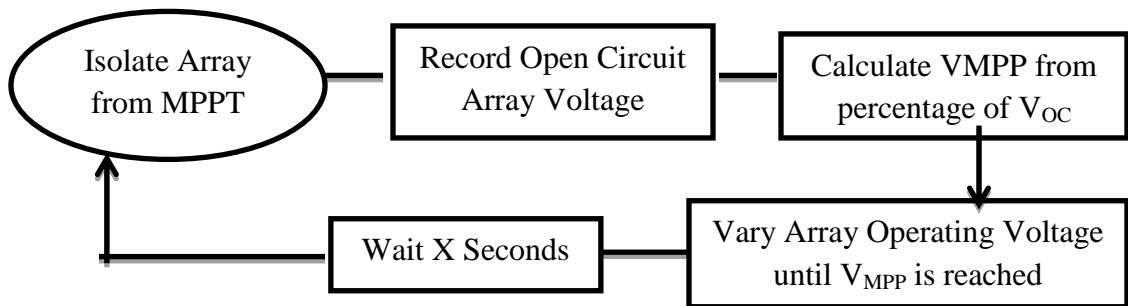 Isolate Array
from MPPT
Record Open Circuit
Array Voltage
Calculate VMPP from
percentage of VOC
Vary Array Operating Voltage
until VMPP is reached
Wait X Seconds